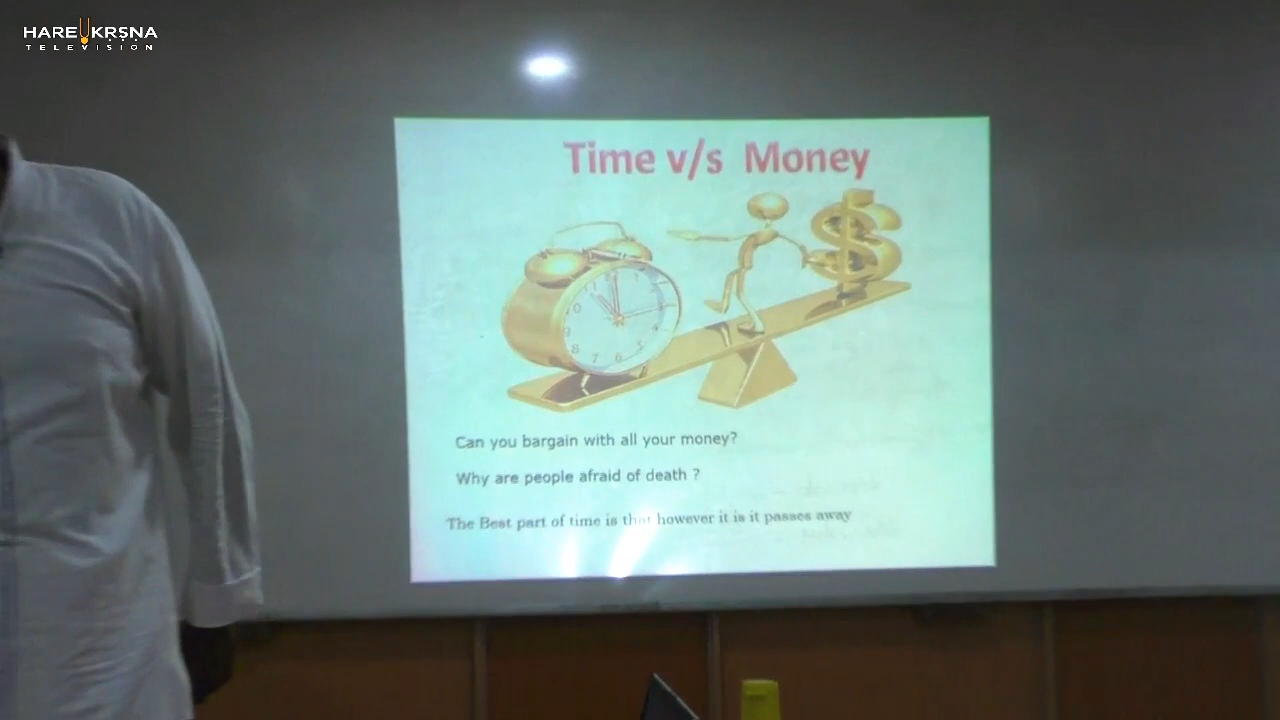 HARE KRSNA
TELEVISION
Time v/s Money
Can you bargain with all your money?
Why are people afraid of death ?
The Best part of time is that however it is it passes away